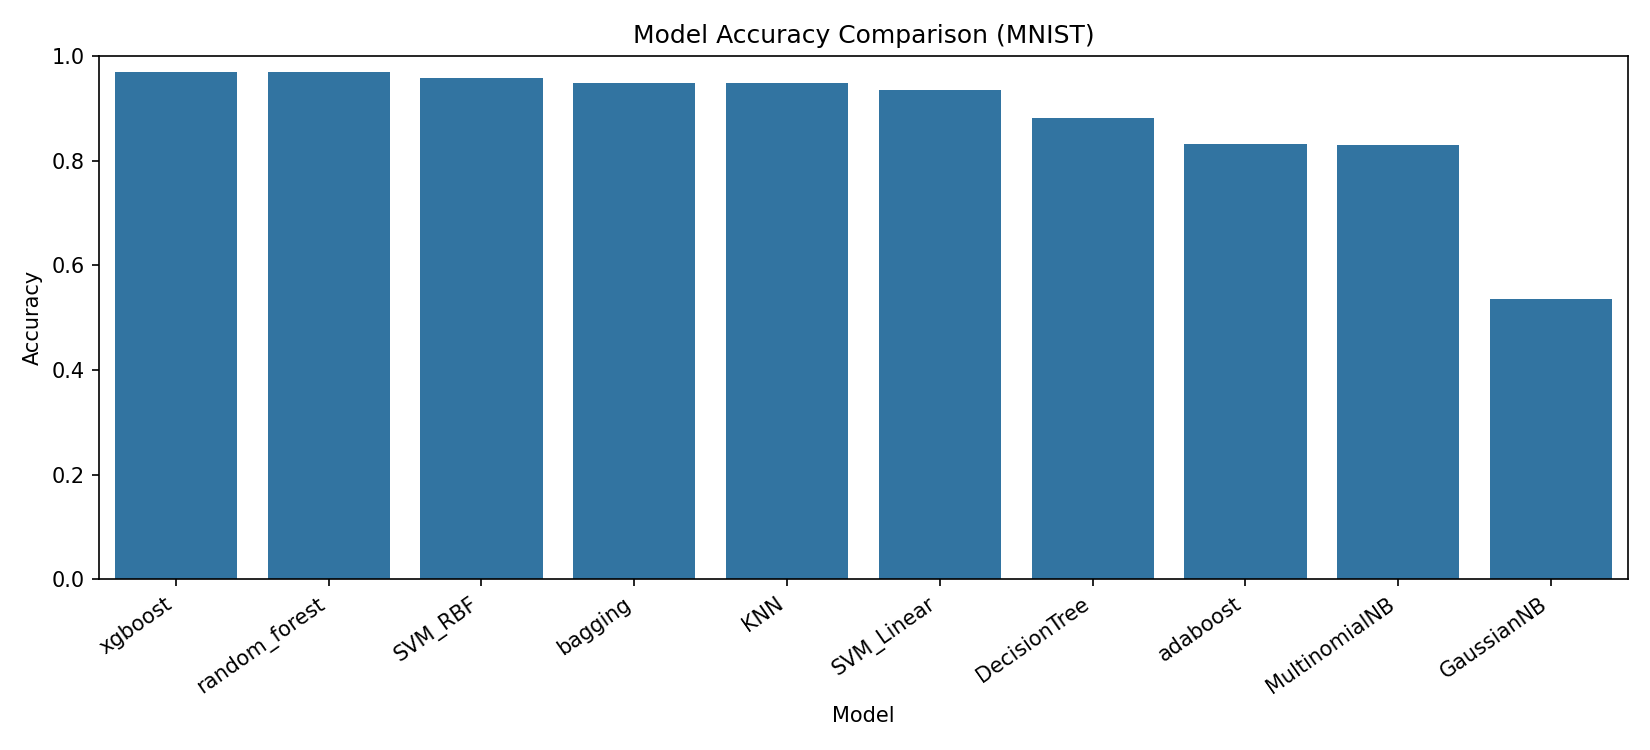 Model Accuracy Comparison (MNIST)
1.0
0.8
0.6
0.4
0.2
0.0
Accuracy
xgboost
random_forest
SVM_RBF
bagging
KNN
SVM_Linear
DecisionTree
adaboost
MultinomialNB
GaussianNB
Model